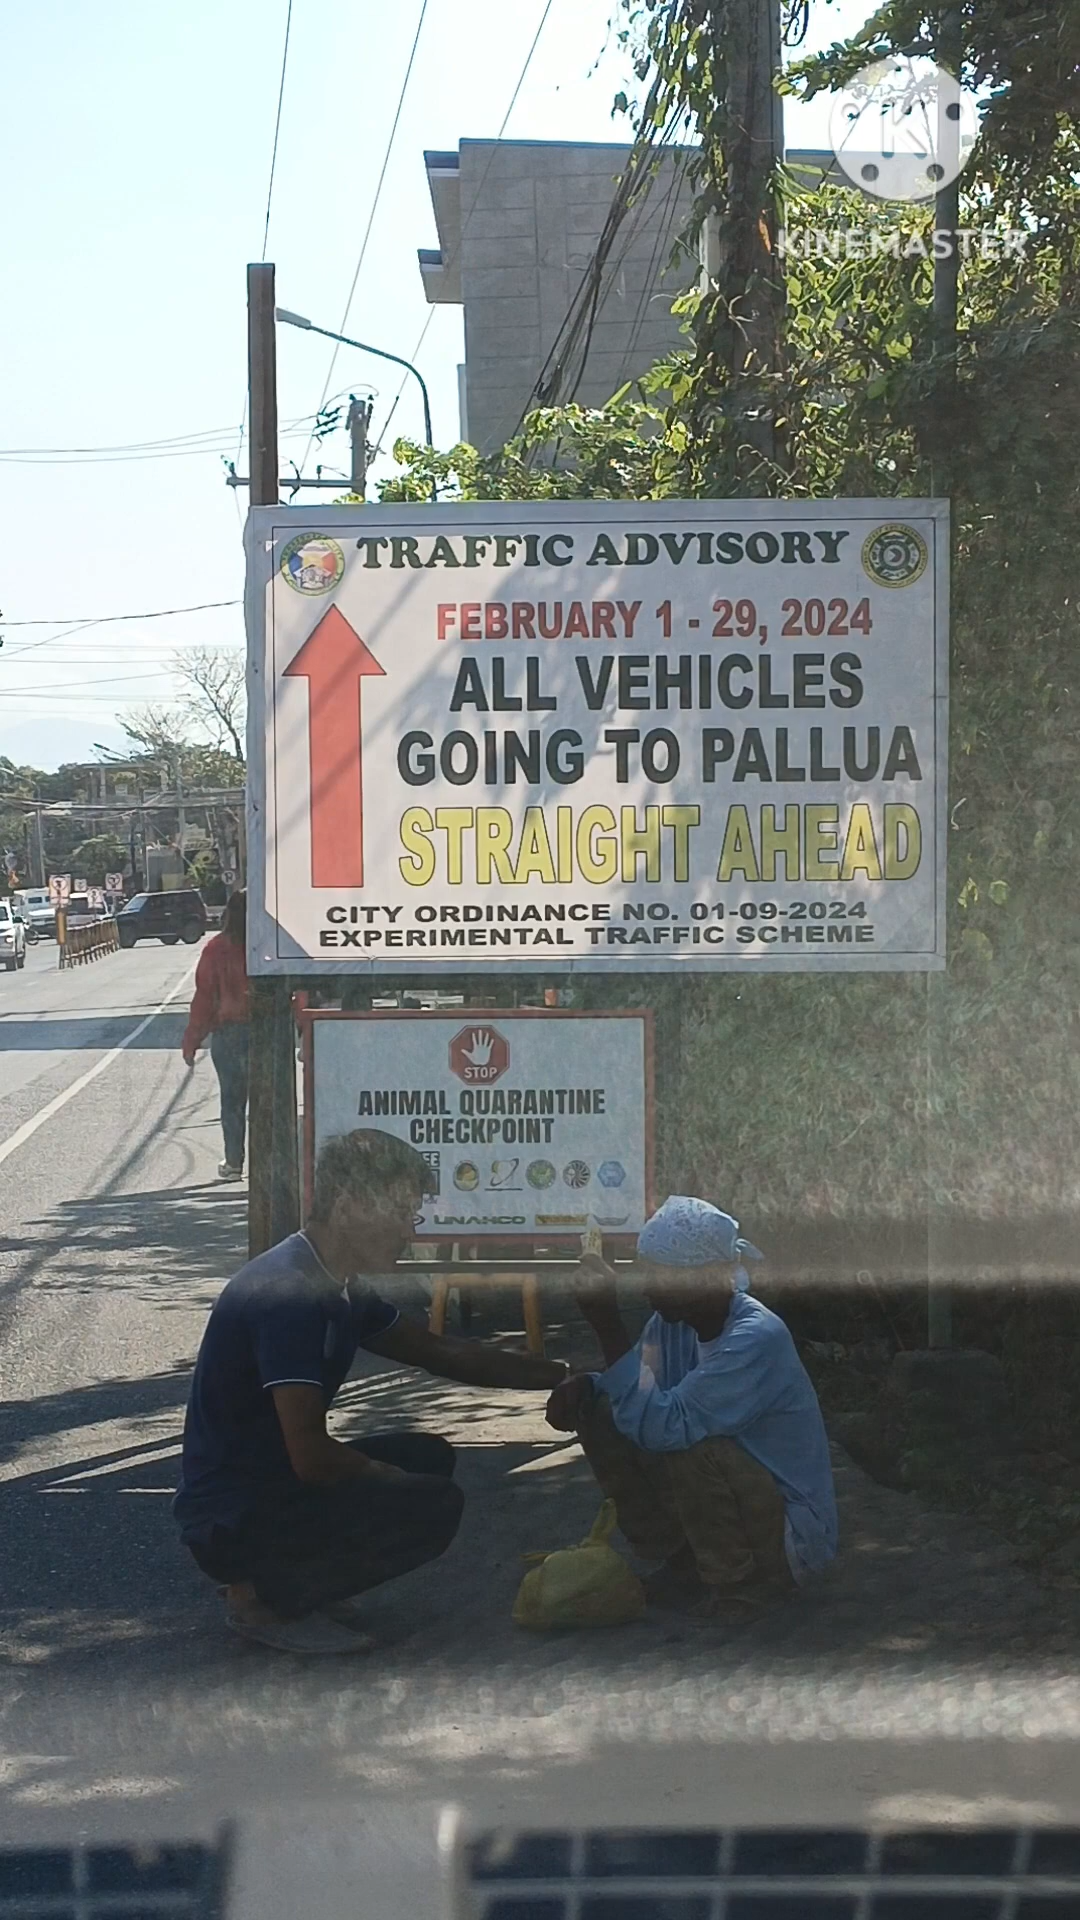 KINEMASTER
TRAFFIC ADVISORY
FEBRUARY 1 - 29, 2024
ALL VEHICLES
GOING TO PALLUA
STRAIGHT AHEAD
CITY ORDINANCE NO. 01-09-2024
EXPERIMENTAL TRAFFIC SCHEME
STOP
ANIMAL QUARANTINE
CHECKPOINT
UNAHCO